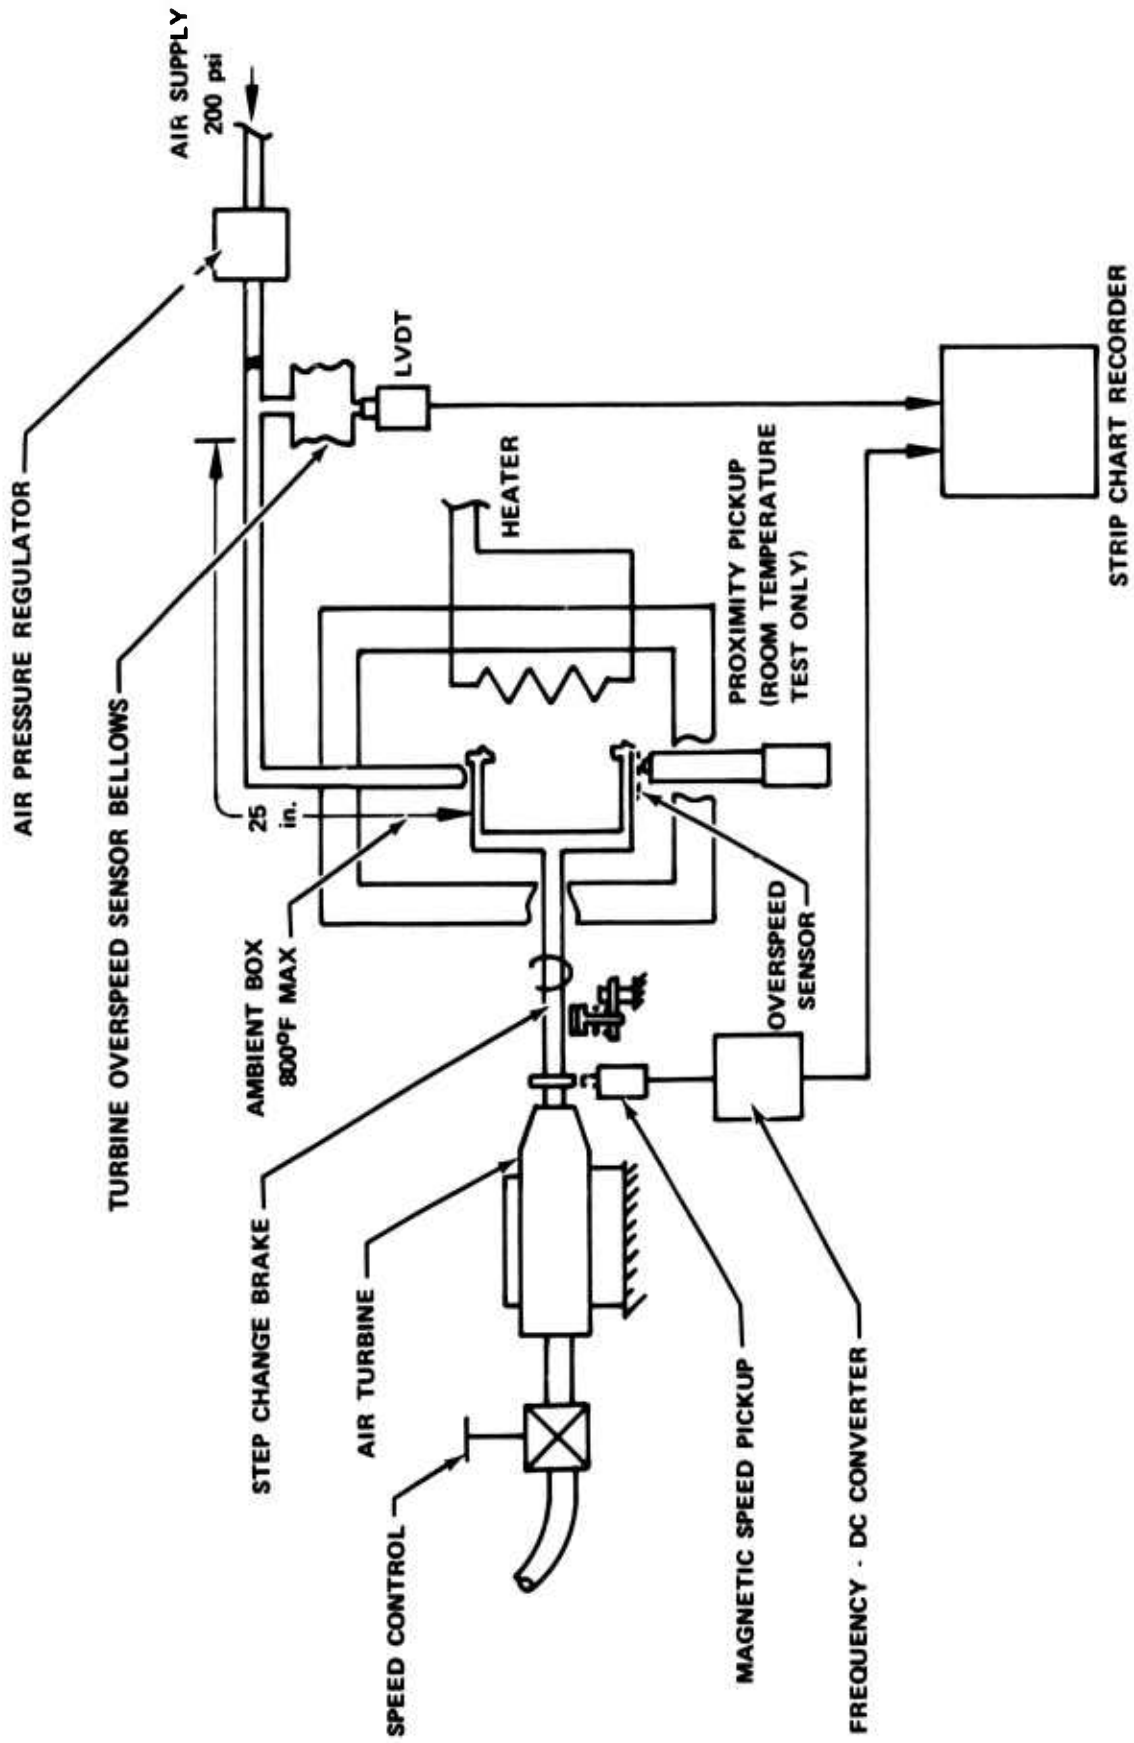 AIR PRESSURE REGULATOR
TURBINE OVERSPEED SENSOR BELLOWS
AIR SUPPLY
200 psi
25
in.
AMBIENT BOX
800°F MAX
STEP CHANGE BRAKE
AIR TURBINE
SPEED CONTROL
LVDT
HEATER
PROXIMITY PICKUP
(ROOM TEMPERATURE
TEST ONLY)
OVERSPEED
SENSOR
MAGNETIC SPEED PICKUP
FREQUENCY - DC CONVERTER
STRIP CHART RECORDER